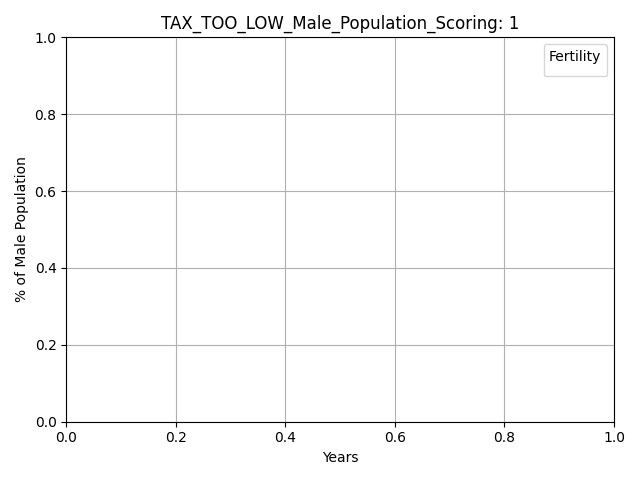 TAX_TOO_LOW_Male_Population_Scoring: 1
Fertility
% of Male Population
1.0
0.8
0.6
0.4
0.2
0.0
0.0 0.2 0.4 0.6 0.8 1.0
Years